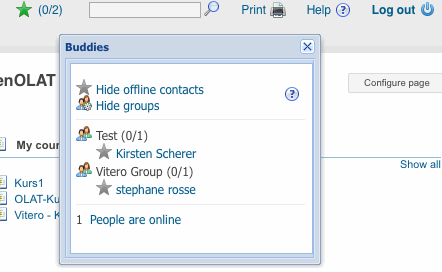 (0/2) Print Help Log out
Buddies
enOLAT
Configure page
Hide offline contacts
Hide groups
Test (0/1)
My cour
Kirsten Scherer
Show all
Vitero Group (0/1)
Kurs1
stephane rosse
OLAT-Ku
Vitero - K
1 People are online